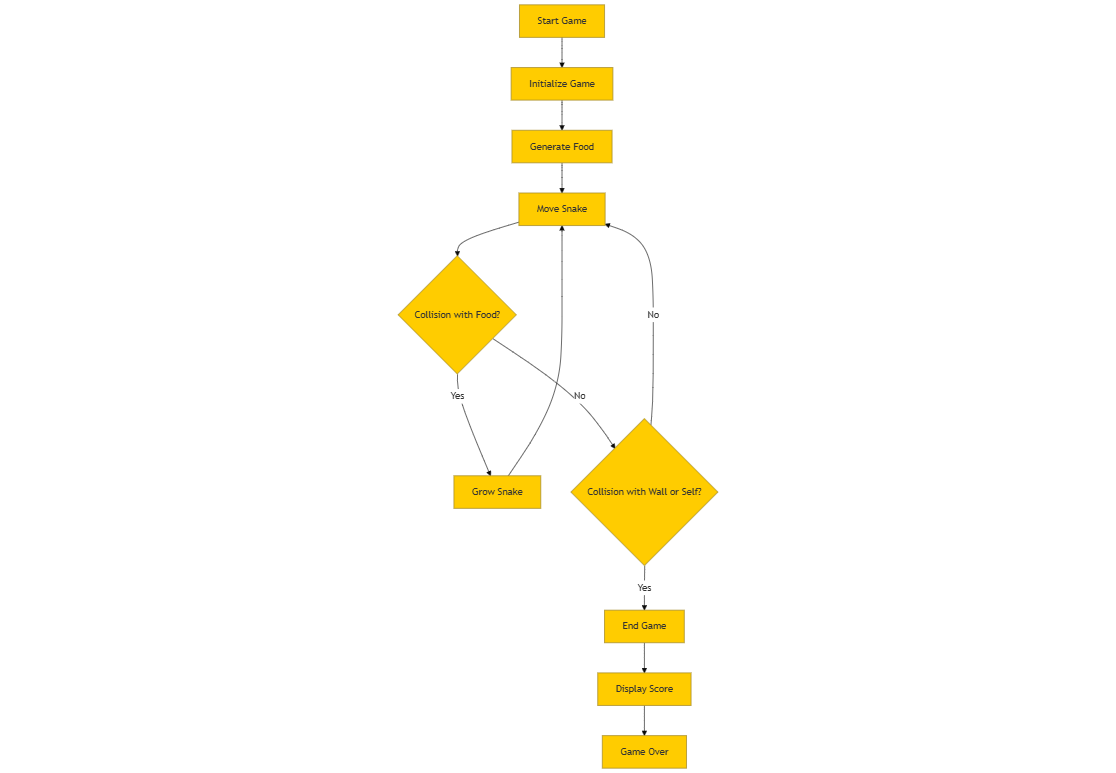 Start Game
Initialize Game
Generate Food
Move Snake
Collision with Food?
No
Yes
No
Grow Snake
Collision with Wall or Self?
Yes
End Game
Display Score
Game Over